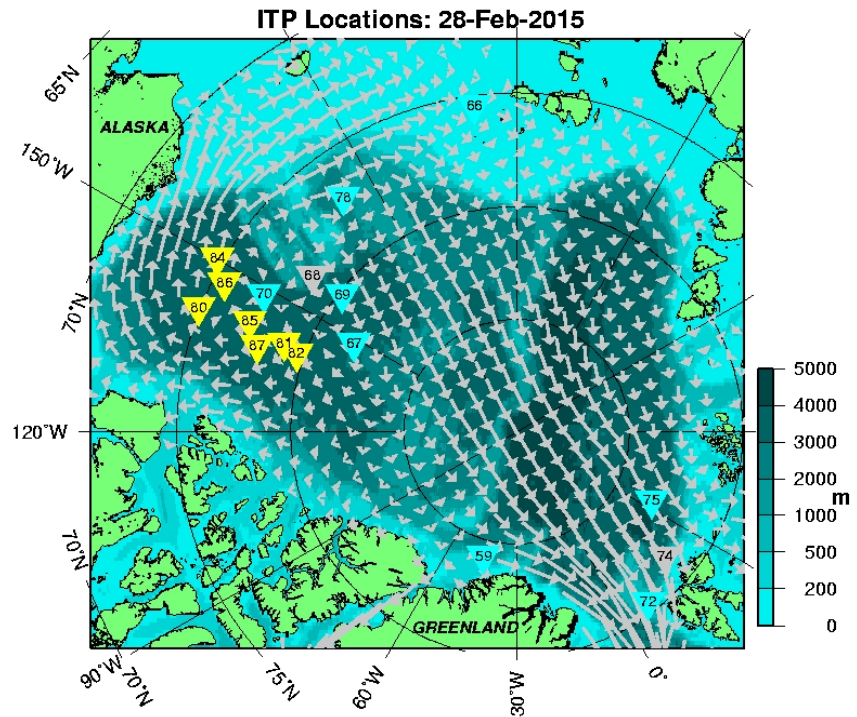 ITP Locations: 28-Feb-2015
65°N
ALASKA
66
150°W
78
84
68
86
70
69
70°N
80
85
87
81
82
67
5000
4000
120°W
3000
2000
m
75
1000
70°N
59
74
500
72
200
GREENLAND
0
90°W
70°N
75°N
60°W
30°W
0°